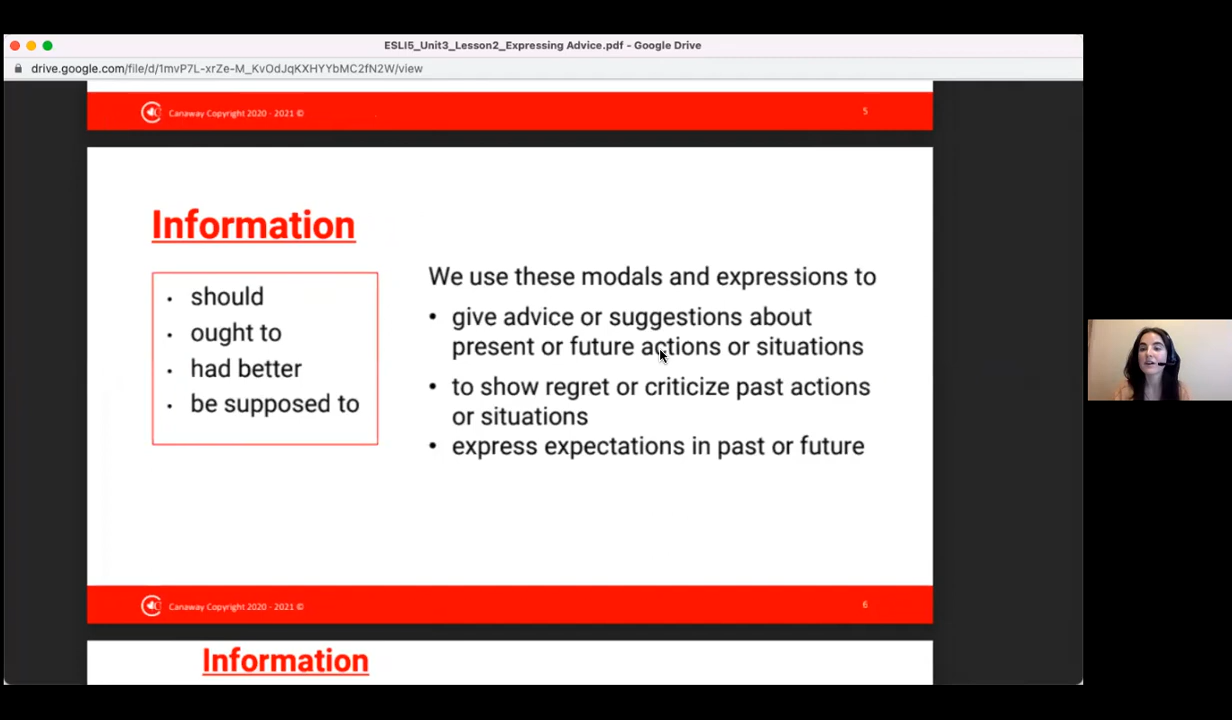 ESLI5_Unit3_Lesson2_Expressing Advice.pdf - Google Drive
drive.google.com/file/d/1mvP7L-xrZe-M_KvOdJqKXHYYbMC2fN2W/view
Canaway Copyright 2020 - 2021 ©
5
Information
• should
• ought to
• had better
• be supposed to
We use these modals and expressions to
• give advice or suggestions about
present or future actions or situations
• to show regret or criticize past actions
or situations
• express expectations in past or future
Canaway Copyright 2020 - 2021 ©
6
Information